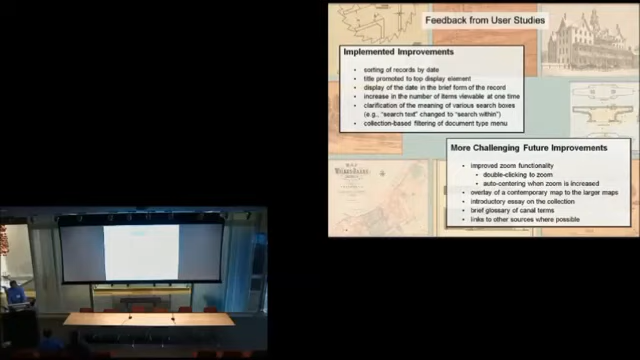 Feedback from User Studies
Implemented Improvements
• sorting of records by date
• title promoted to top display element
• display of the date in the brief form of the record
• increase in the number of items viewable at one time
• clarification of the meaning of various search boxes
(e.g., "search text" changed to "search within")
• collection-based filtering of document type menu
More Challenging Future Improvements
• improved zoom functionality
• double-clicking to zoom
• auto-centering when zoom is increased
• overlay of a contemporary map to the larger maps
• introductory essay on the collection
• brief glossary of canal terms
• links to other sources where possible